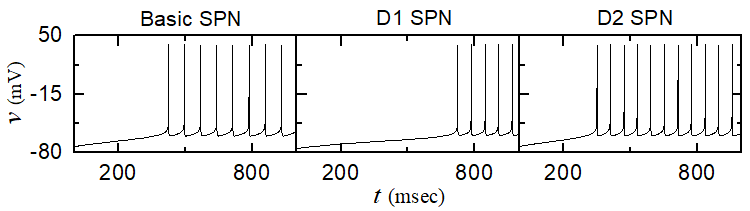 Basic SPN D1 SPN D2 SPN
50
-15
-80
v (mV)
200 800 200 800 200 800
t (msec)